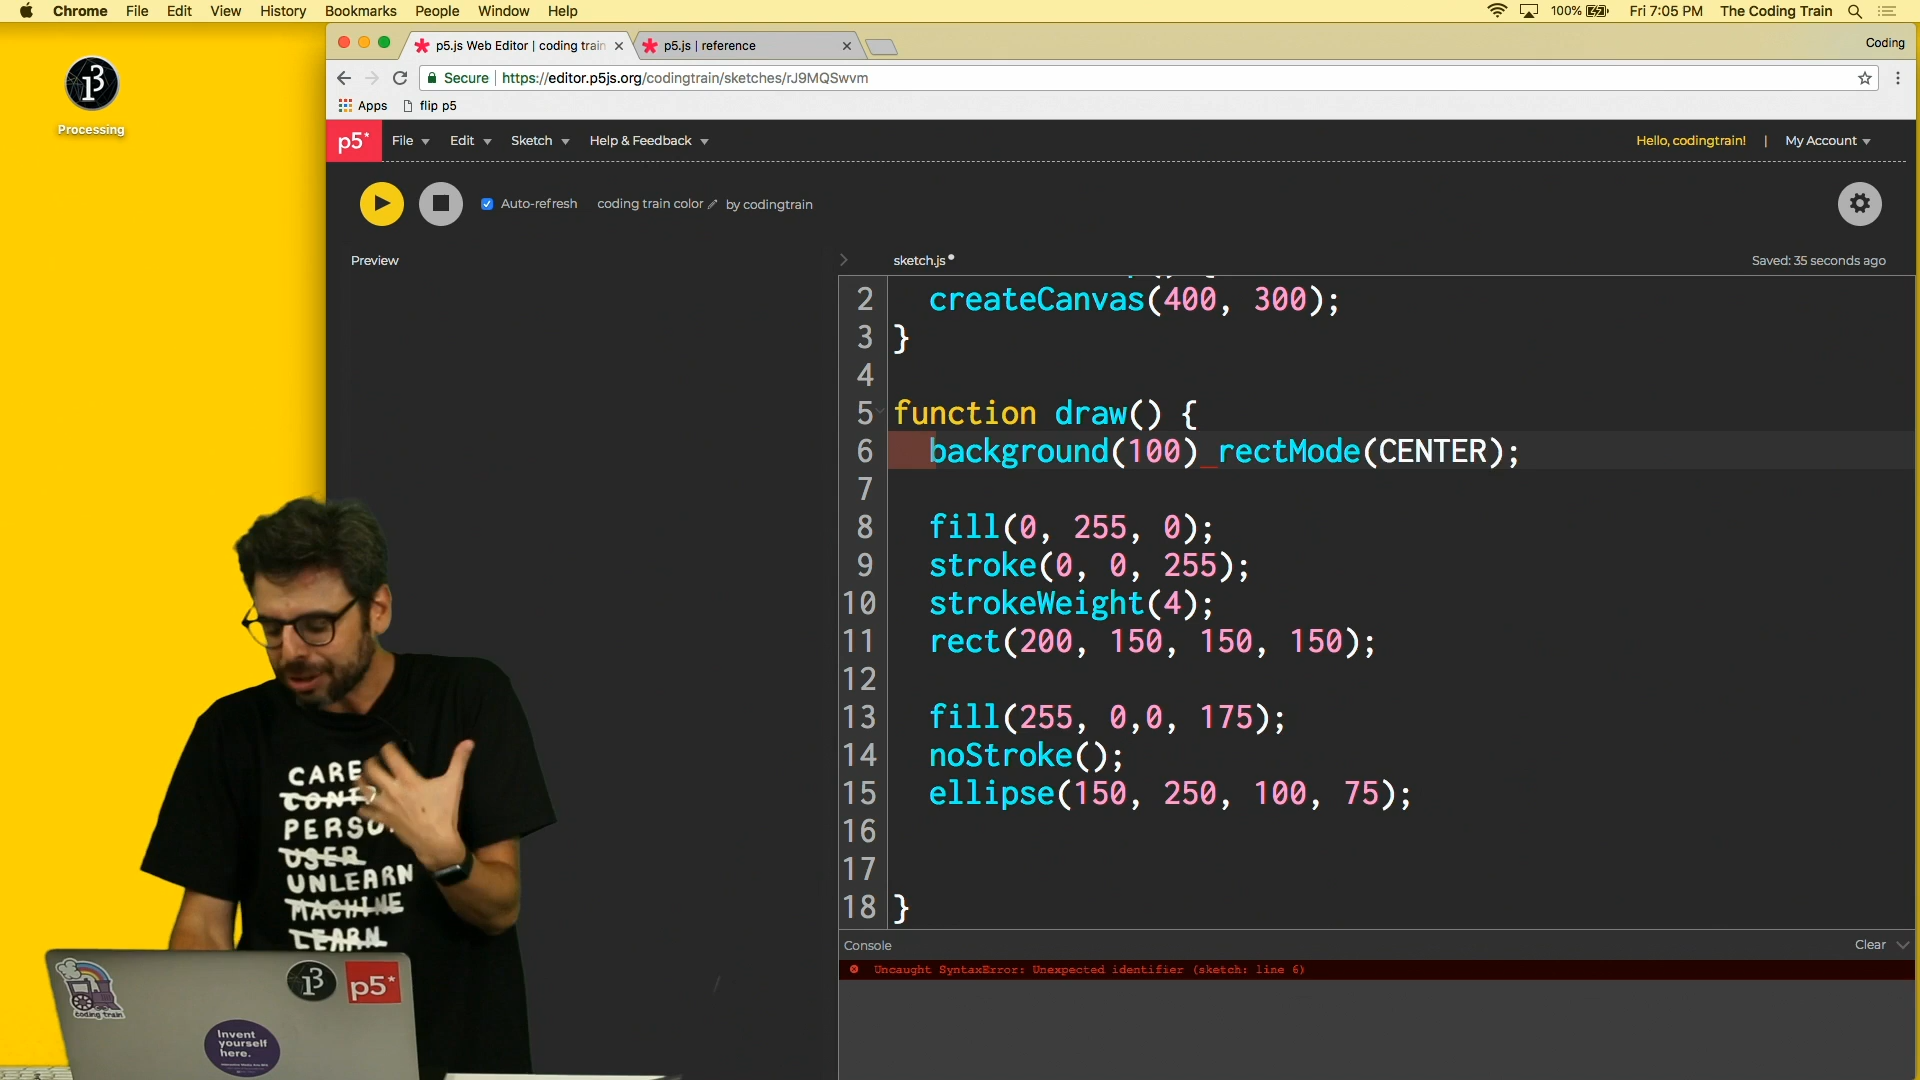 Chrome File Edit View History Bookmarks People Window Help
100% Fri 7:05 PM The Coding Train
Processing
p5.js Web Editor | coding train
p5.js | reference
Coding
Secure https://editor.p5js.org/codingtrain/sketches/rJ9MQSwvm
Apps flip p5
p5* File Edit Sketch Help & Feedback
Hello, codingtrain! | My Account
Auto-refresh coding train color by codingtrain
Preview
sketch.js
Saved: 35 seconds ago
2 createCanvas(400, 300);
3 }
4
5 function draw() {
6 background(100) rectMode(CENTER);
7
8 fill(0, 255, 0);
9 stroke(0, 0, 255);
10 strokeWeight(4);
11 rect(200, 150, 150, 150);
12
13 fill(255, 0,0, 175);
14 noStroke();
15 ellipse(150, 250, 100, 75);
16
17
18 }
Console
Clear
Uncaught SyntaxError: Unexpected identifier (sketch: line 6)
CARE
PERSO
USER
UNLEARN
MACHINE
LEARN
coding train
p5*
Invent
yourself
here.